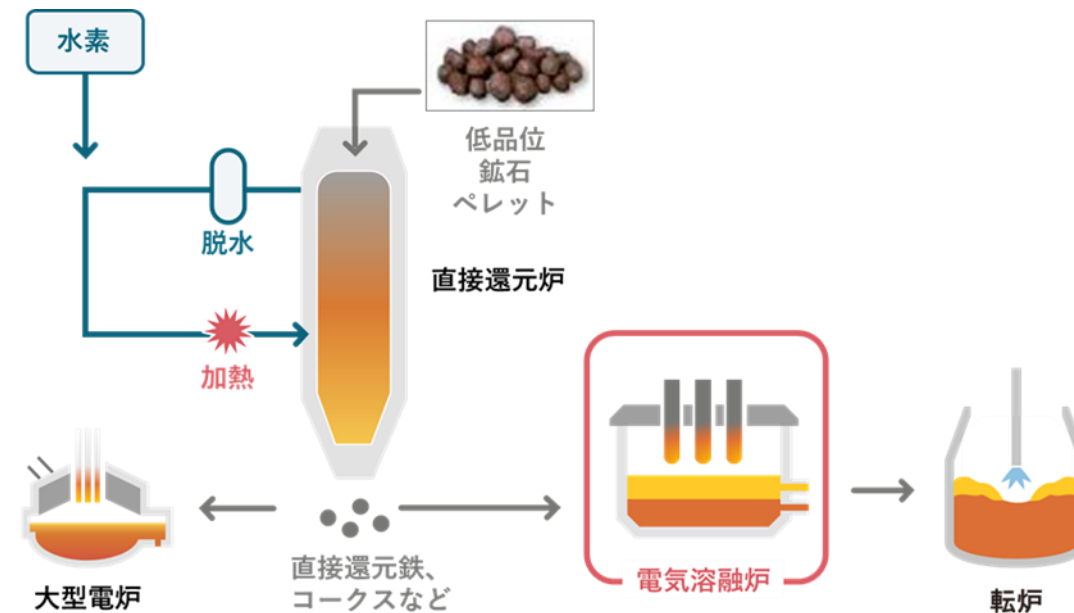 水素
低品位
鉱石
ペレット
脱水
直接還元炉
加熱
直接還元鉄、
コークスなど
大型電炉
電気溶融炉
転炉